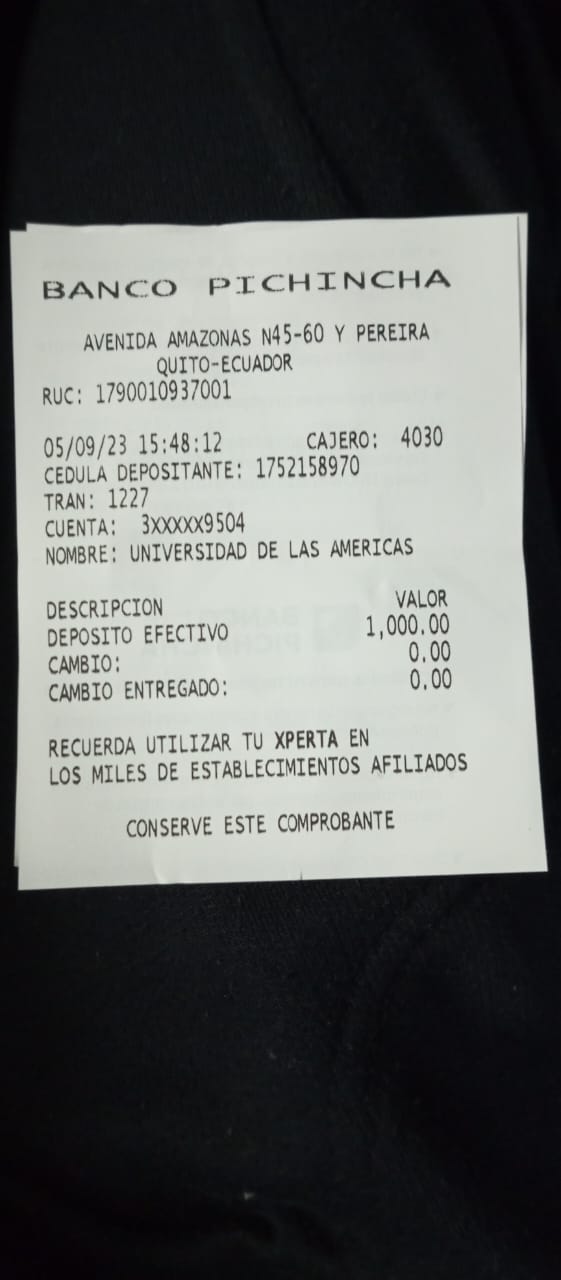 BANCO PICHINCHA
AVENIDA AMAZONAS N45-60 Y PEREIRA
QUITO-ECUADOR
RUC: 1790010937001
05/09/23 15:48:12 CAJERO: 4030
CEDULA DEPOSITANTE: 1752158970
TRAN: 1227
CUENTA: 3XXXXX9504
NOMBRE: UNIVERSIDAD DE LAS AMERICAS
DESCRIPCION VALOR
DEPOSITO EFECTIVO 1,000.00
CAMBIO: 0.00
CAMBIO ENTREGADO: 0.00
RECUERDA UTILIZAR TU XPERTA EN
LOS MILES DE ESTABLECIMIENTOS AFILIADOS
CONSERVE ESTE COMPROBANTE